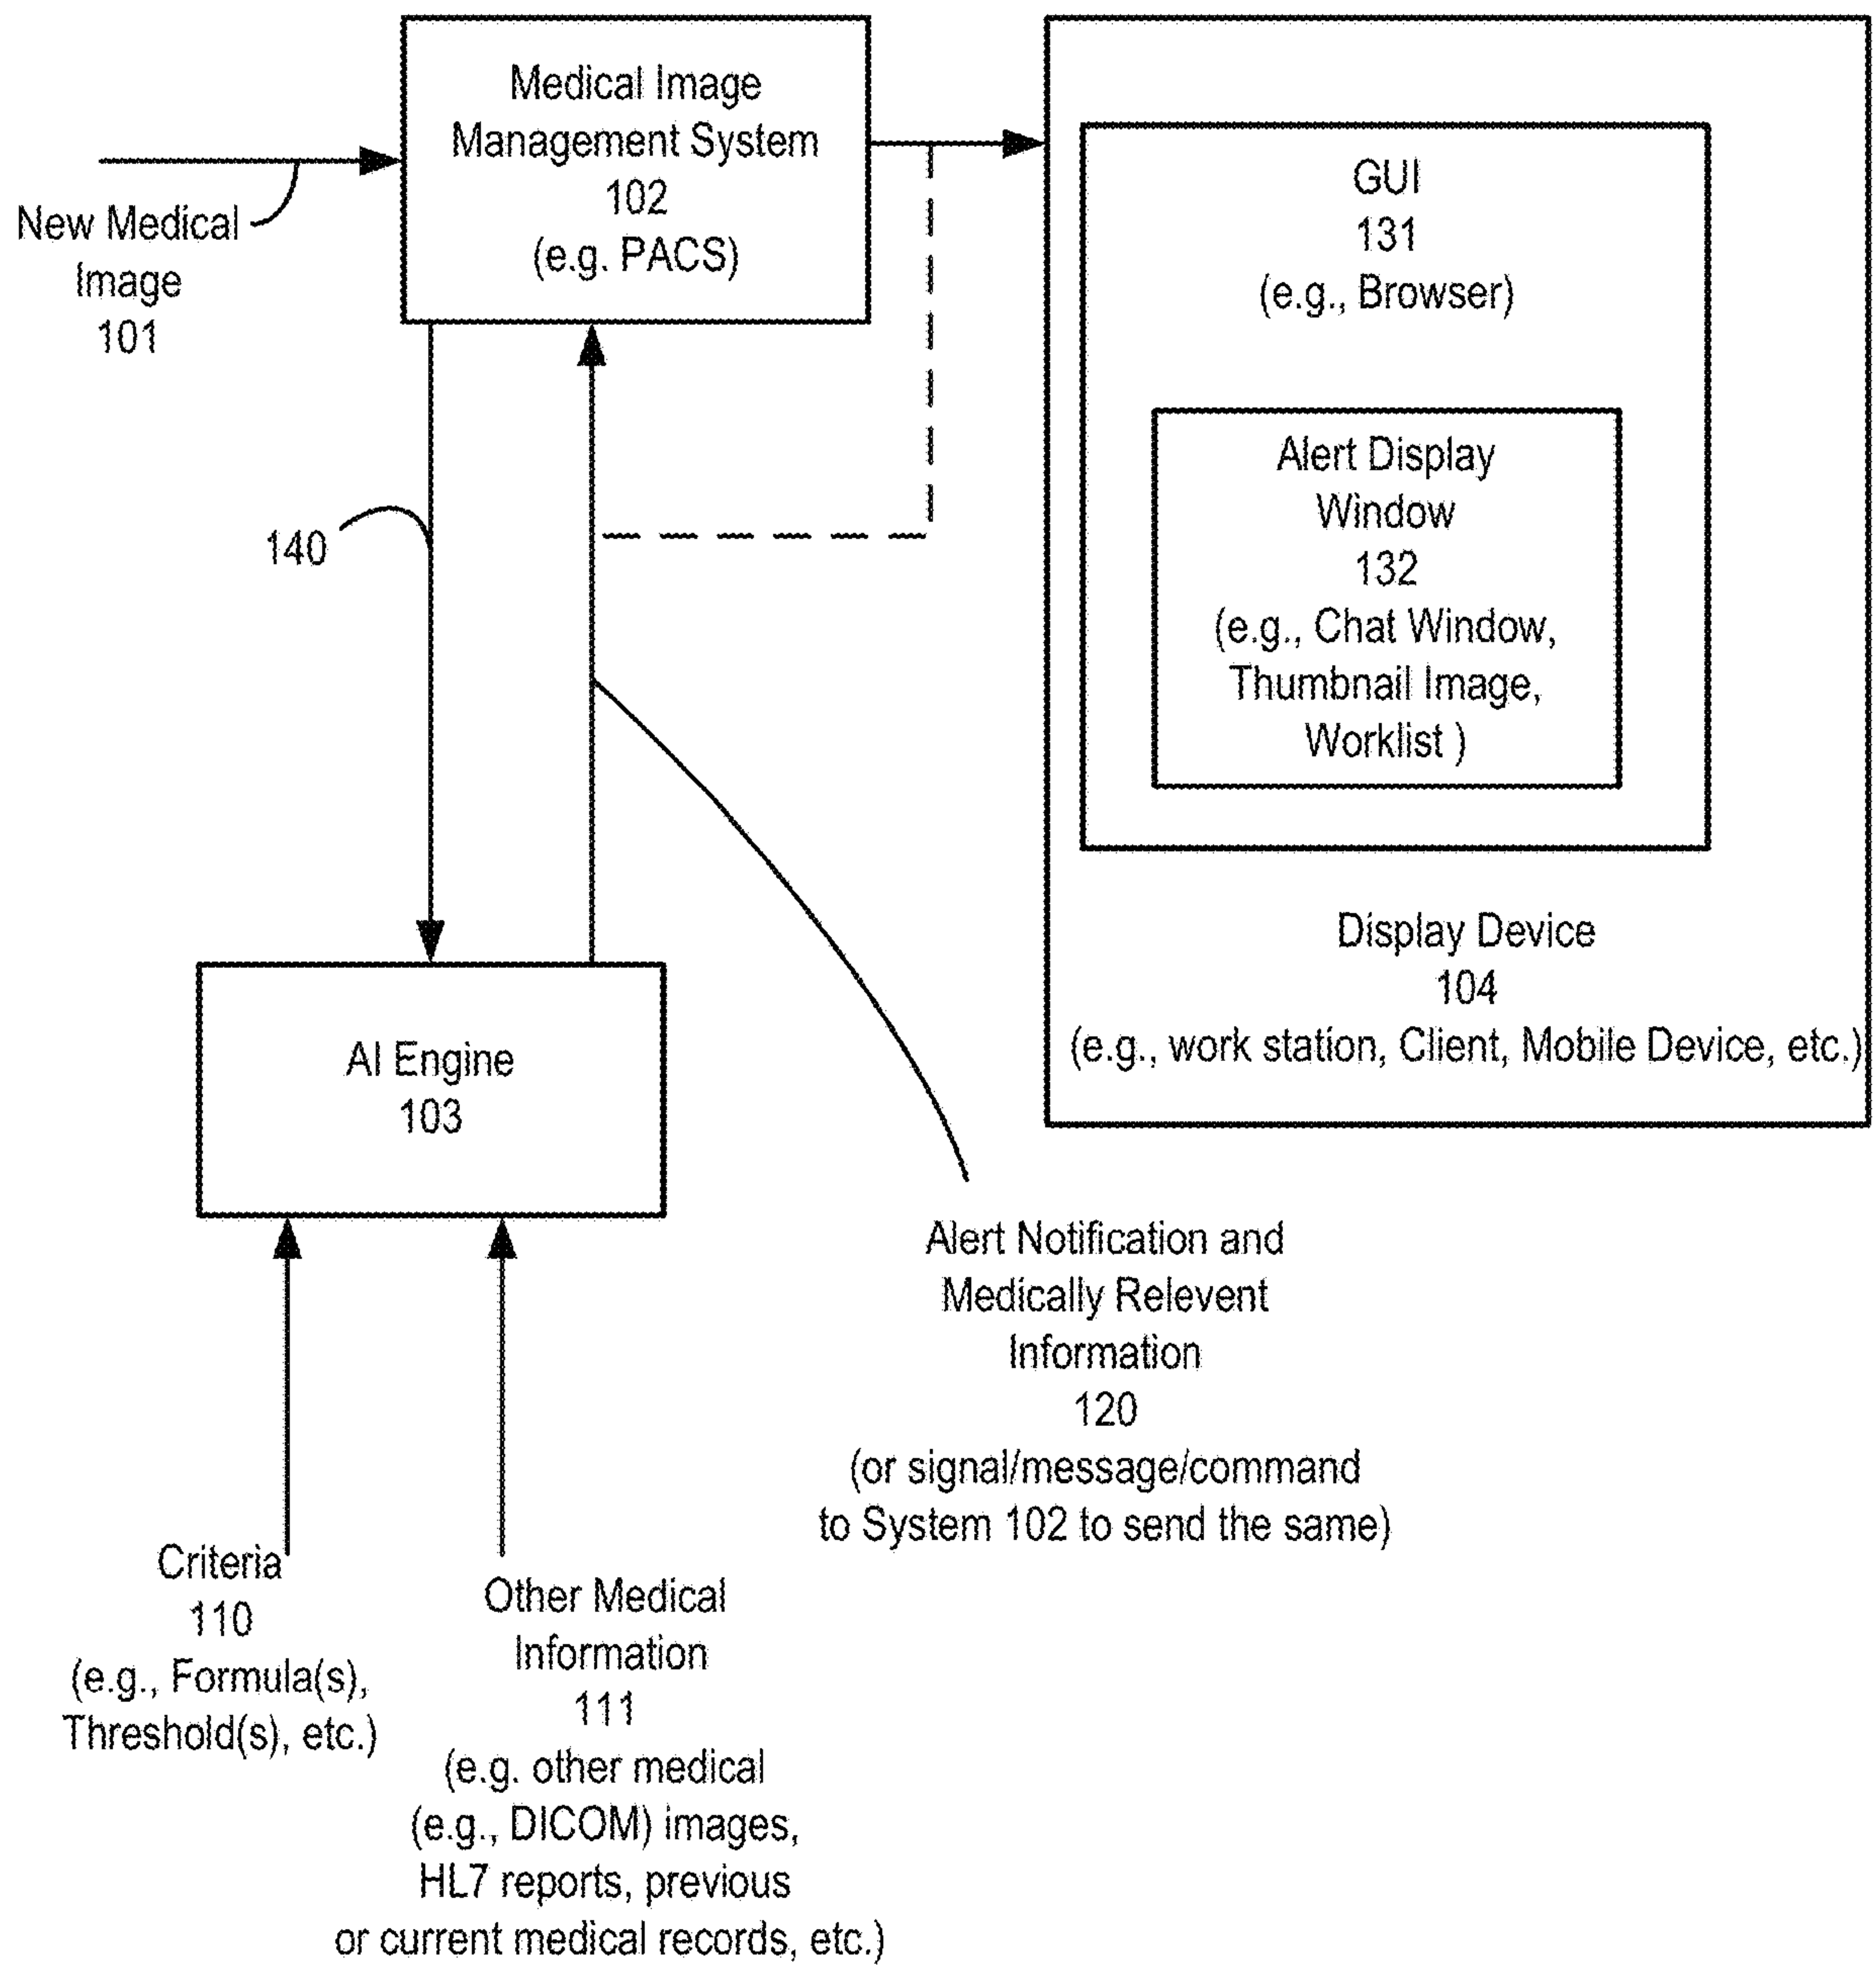 Medical Image
Management System
102
(e.g. PACS)
New Medical
Image
101
GUI
131
(e.g., Browser)
Alert Display
Window
132
(e.g., Chat Window,
Thumbnail Image,
Worklist )
Display Device
104
(e.g., work station, Client, Mobile Device, etc.)
140
AI Engine
103
Alert Notification and
Medically Relevent
Information
120
(or signal/message/command
to System 102 to send the same)
Criteria
110
(e.g., Formula(s),
Threshold(s), etc.)
Other Medical
Information
111
(e.g. other medical
(e.g., DICOM) images,
HL7 reports, previous
or current medical records, etc.)